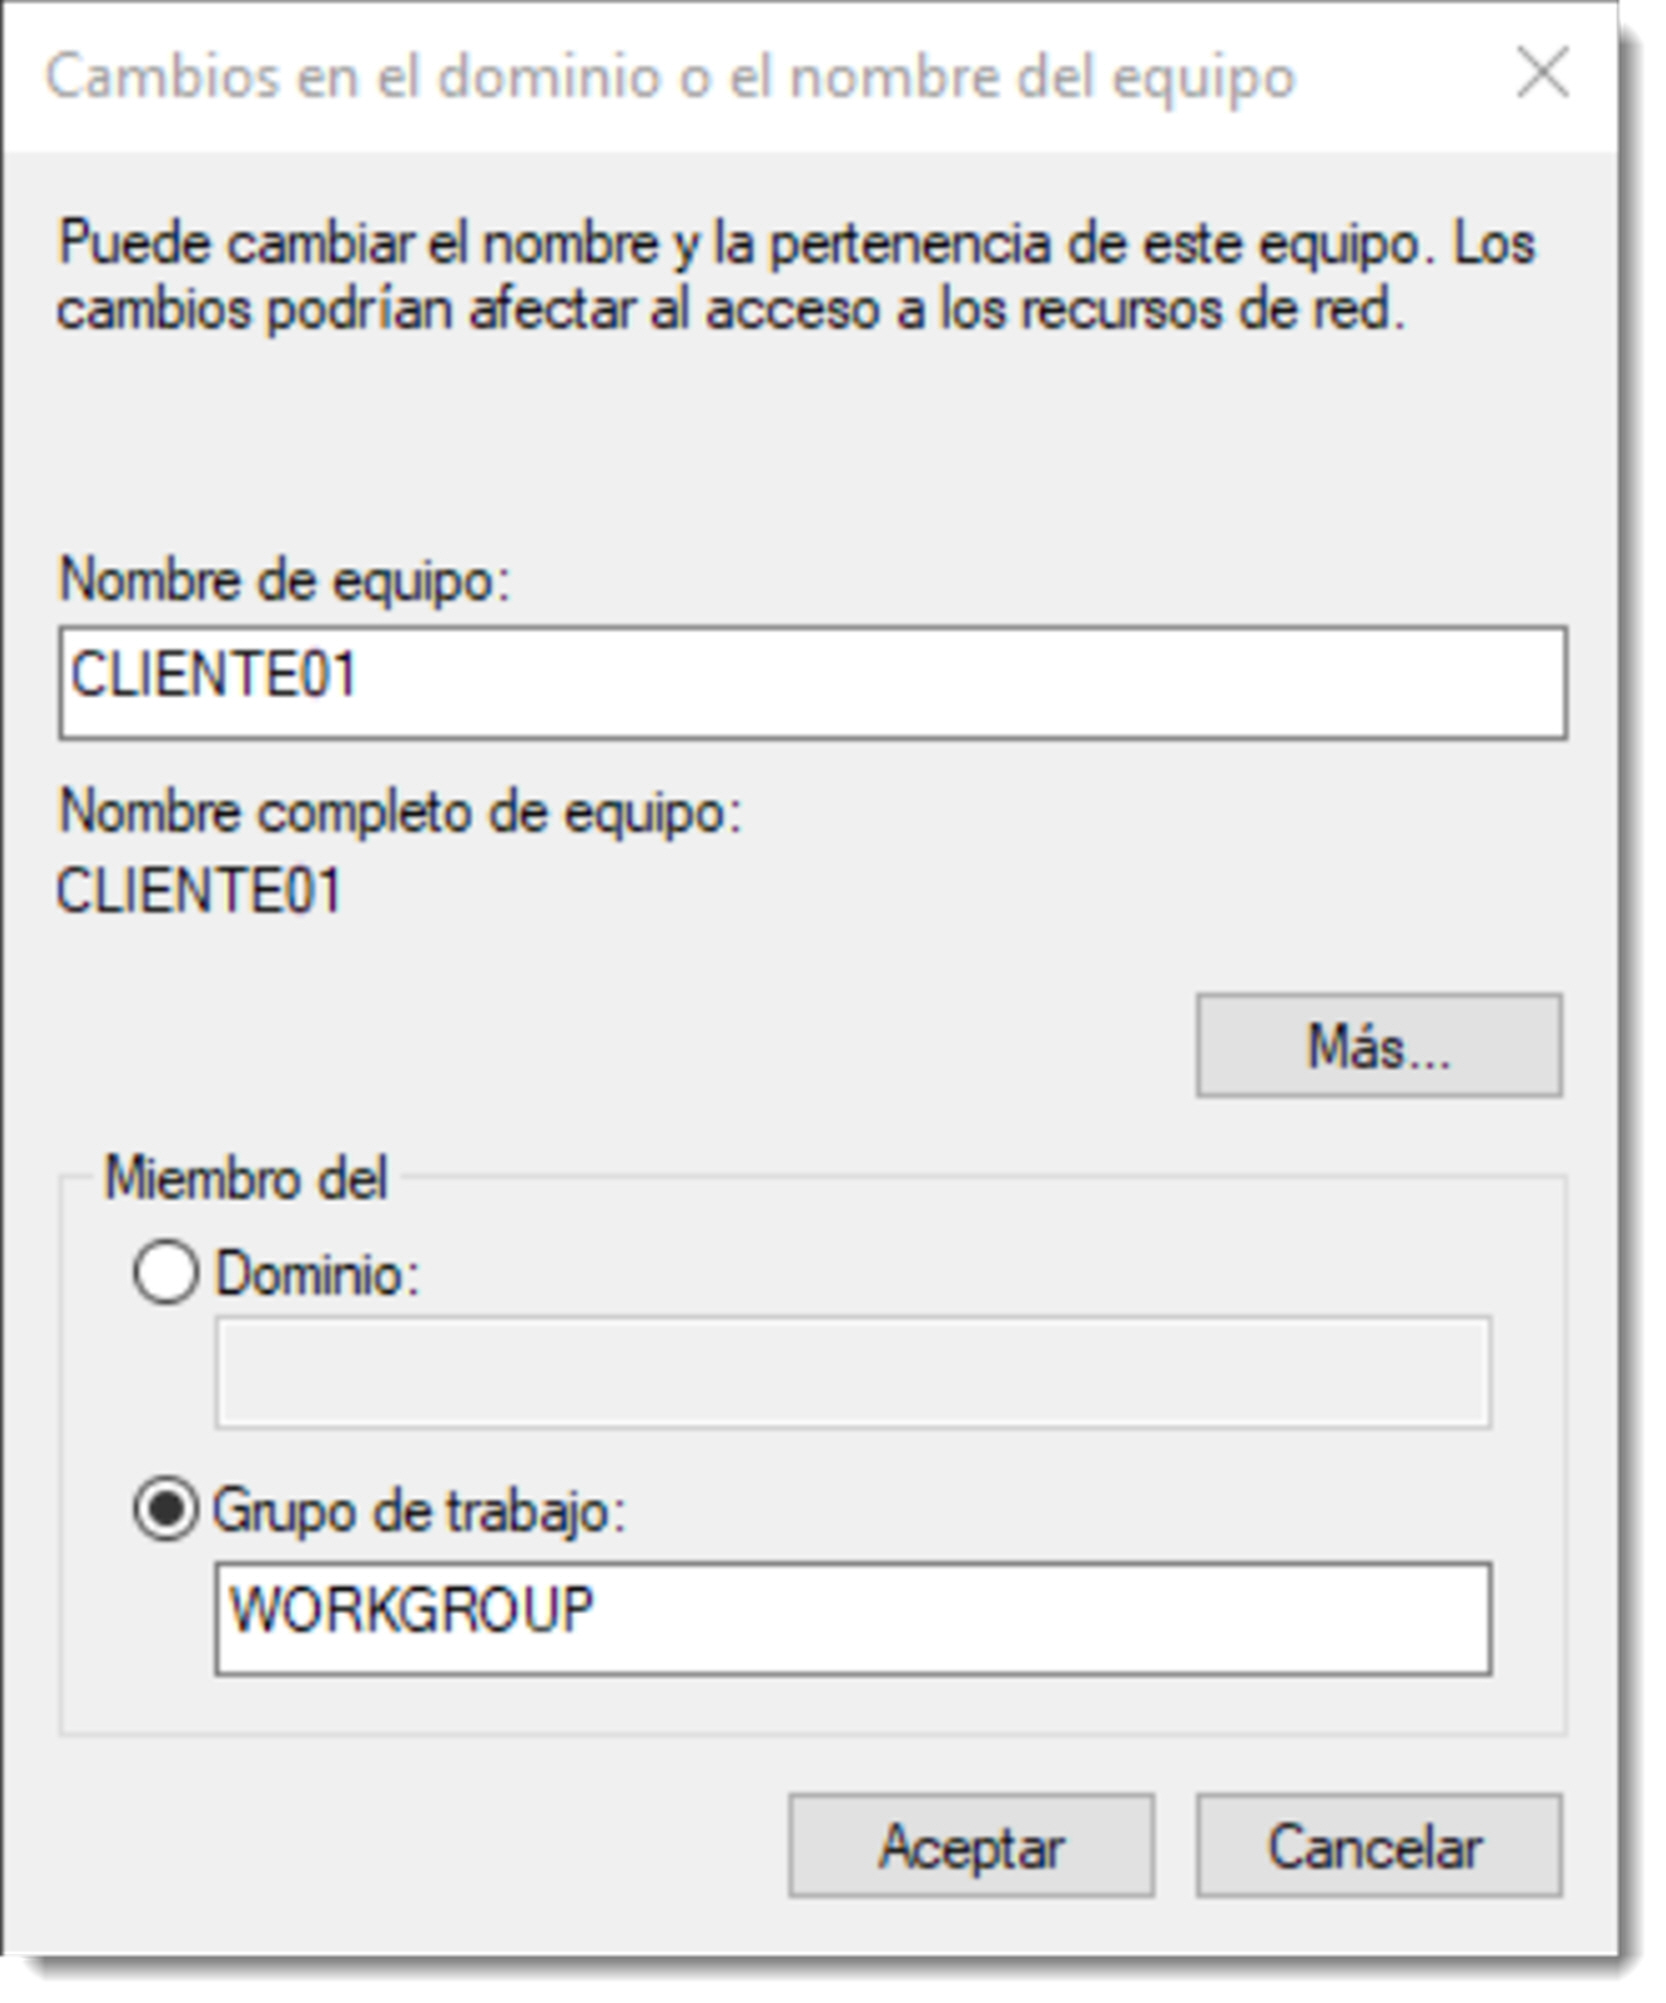 Cambios en el dominio o el nombre del equipo
Puede cambiar el nombre y la pertenencia de este equipo. Los
cambios podrían afectar al acceso a los recursos de red.
Nombre de equipo:
CLIENTE01
Nombre completo de equipo:
CLIENTE01
Más...
Miembro del
Dominio:
Grupo de trabajo:
WORKGROUP
Aceptar
Cancelar